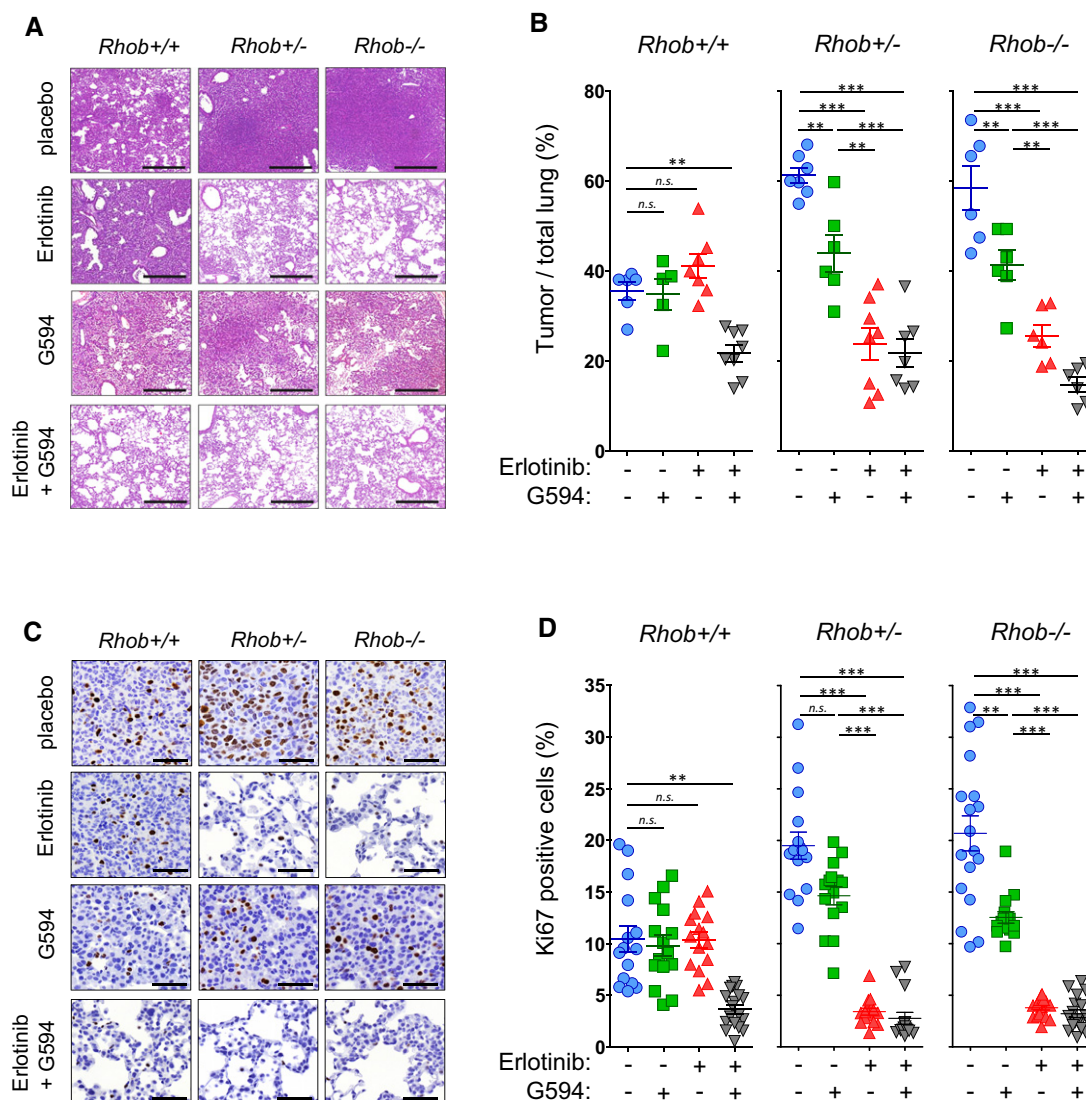 A
Rhob+/+ Rhob+/- Rhob-/-
placebo
Erlotinib
G594
Erlotinib
+ G594
B
Rhob+/+ Rhob+/- Rhob-/-
Tumor / total lung (%)
80
60
40
20
0
**
n.s.
n.s.
***
***
** ***
**
***
***
** ***
**
Erlotinib: - - + + - - + + - - + +
G594: - + - + - + - + - + - +
C
Rhob+/+ Rhob+/- Rhob-/-
placebo
Erlotinib
G594
Erlotinib
+ G594
D
Rhob+/+ Rhob+/- Rhob-/-
Ki67 positive cells (%)
35
30
25
20
15
10
5
0
**
n.s.
n.s.
***
***
n.s. ***
***
***
***
** ***
***
Erlotinib: - - + + - - + + - - + +
G594: - + - + - + - + - + - +